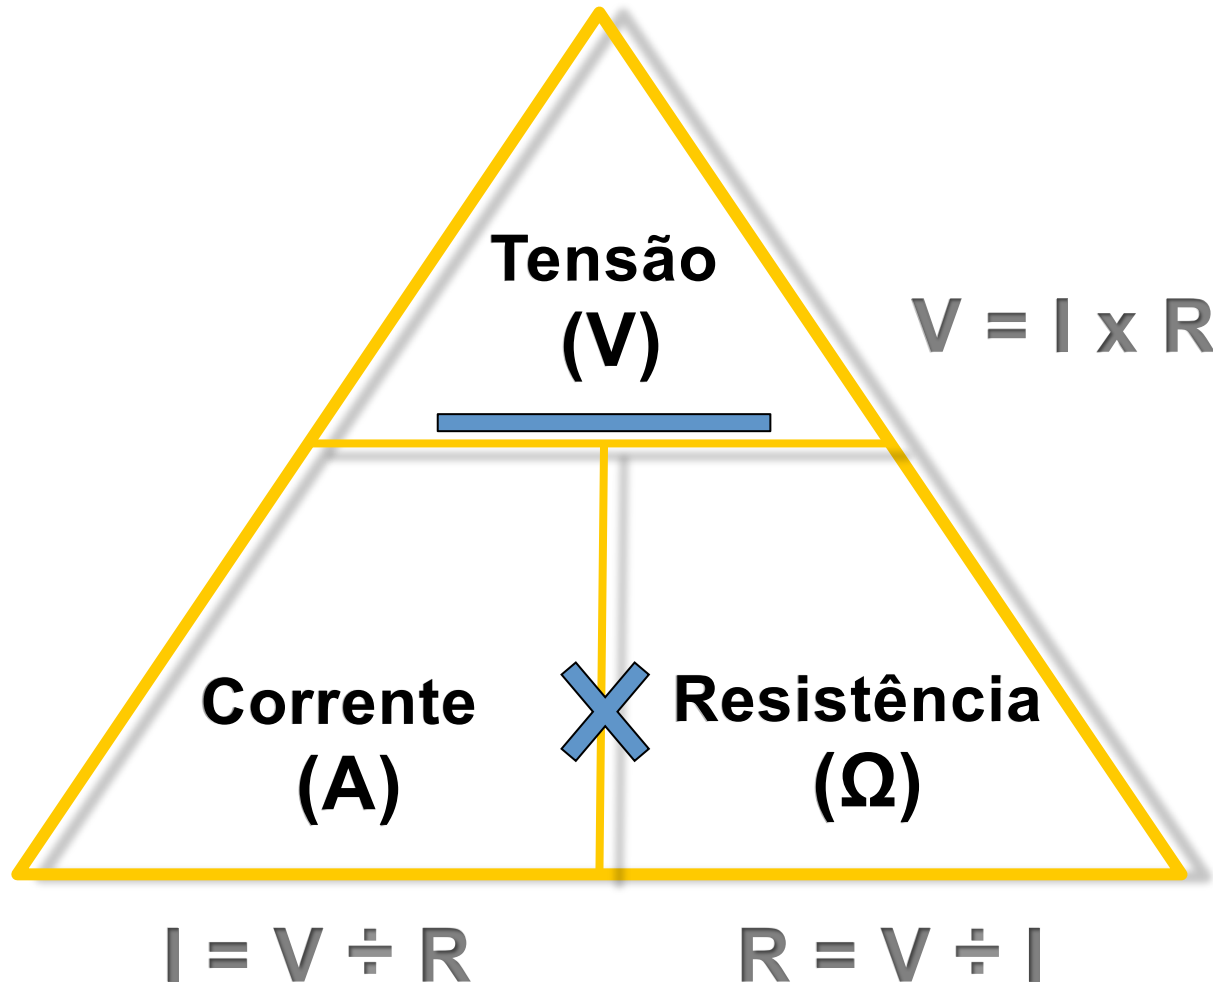 Tensão
(V)
V = I x R
Corrente
(A)
Resistência
(Ω)
I = V ÷ R
R = V ÷ I